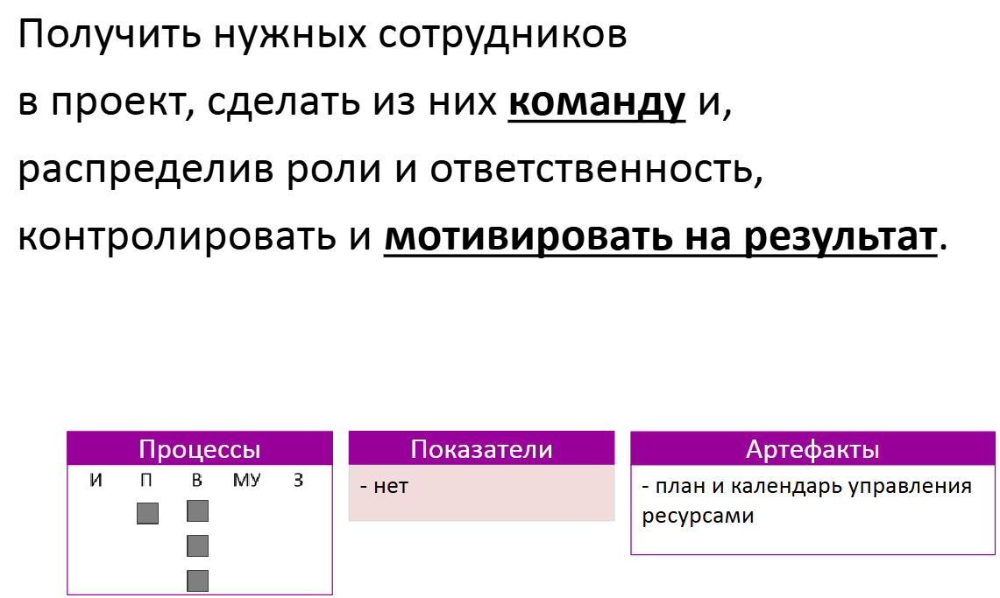 Получить нужных сотрудников
в проект, сделать из них команду и,
распределив роли и ответственность,
контролировать и мотивировать на результат.
Процессы
И П В МУ З
Показатели
- нет
Артефакты
- план и календарь управления
ресурсами